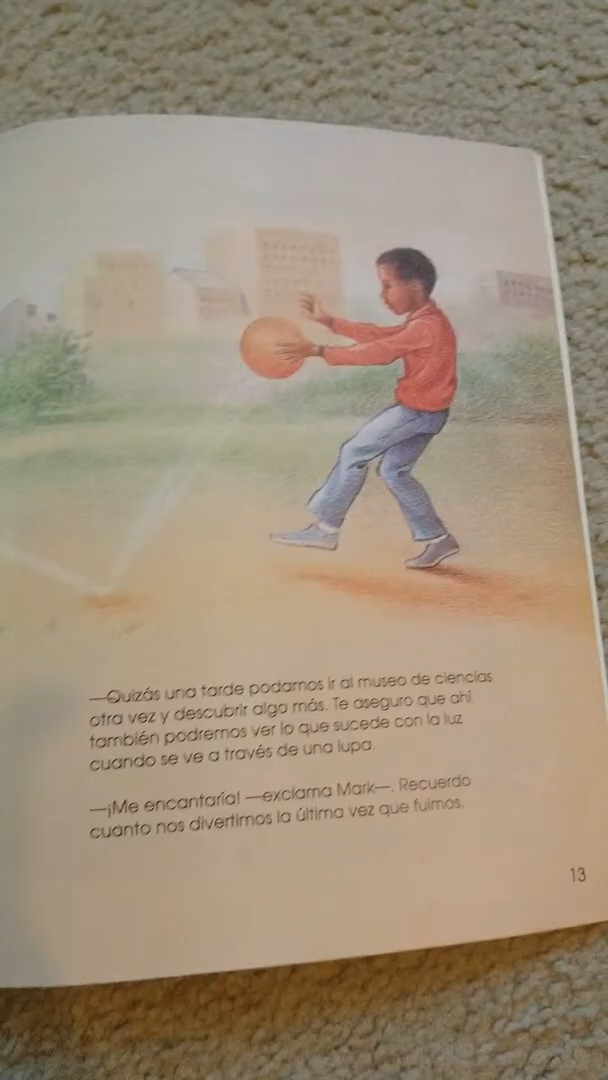 —Quizás una tarde podamos ir al museo de ciencias
otra vez y descubrir algo más. Te aseguro que ahí
también podremos ver lo que sucede con la luz
cuando se ve a través de una lupa.
—¡Me encantaría! —exclama Mark—. Recuerdo
cuanto nos divertimos la última vez que fuimos.
13